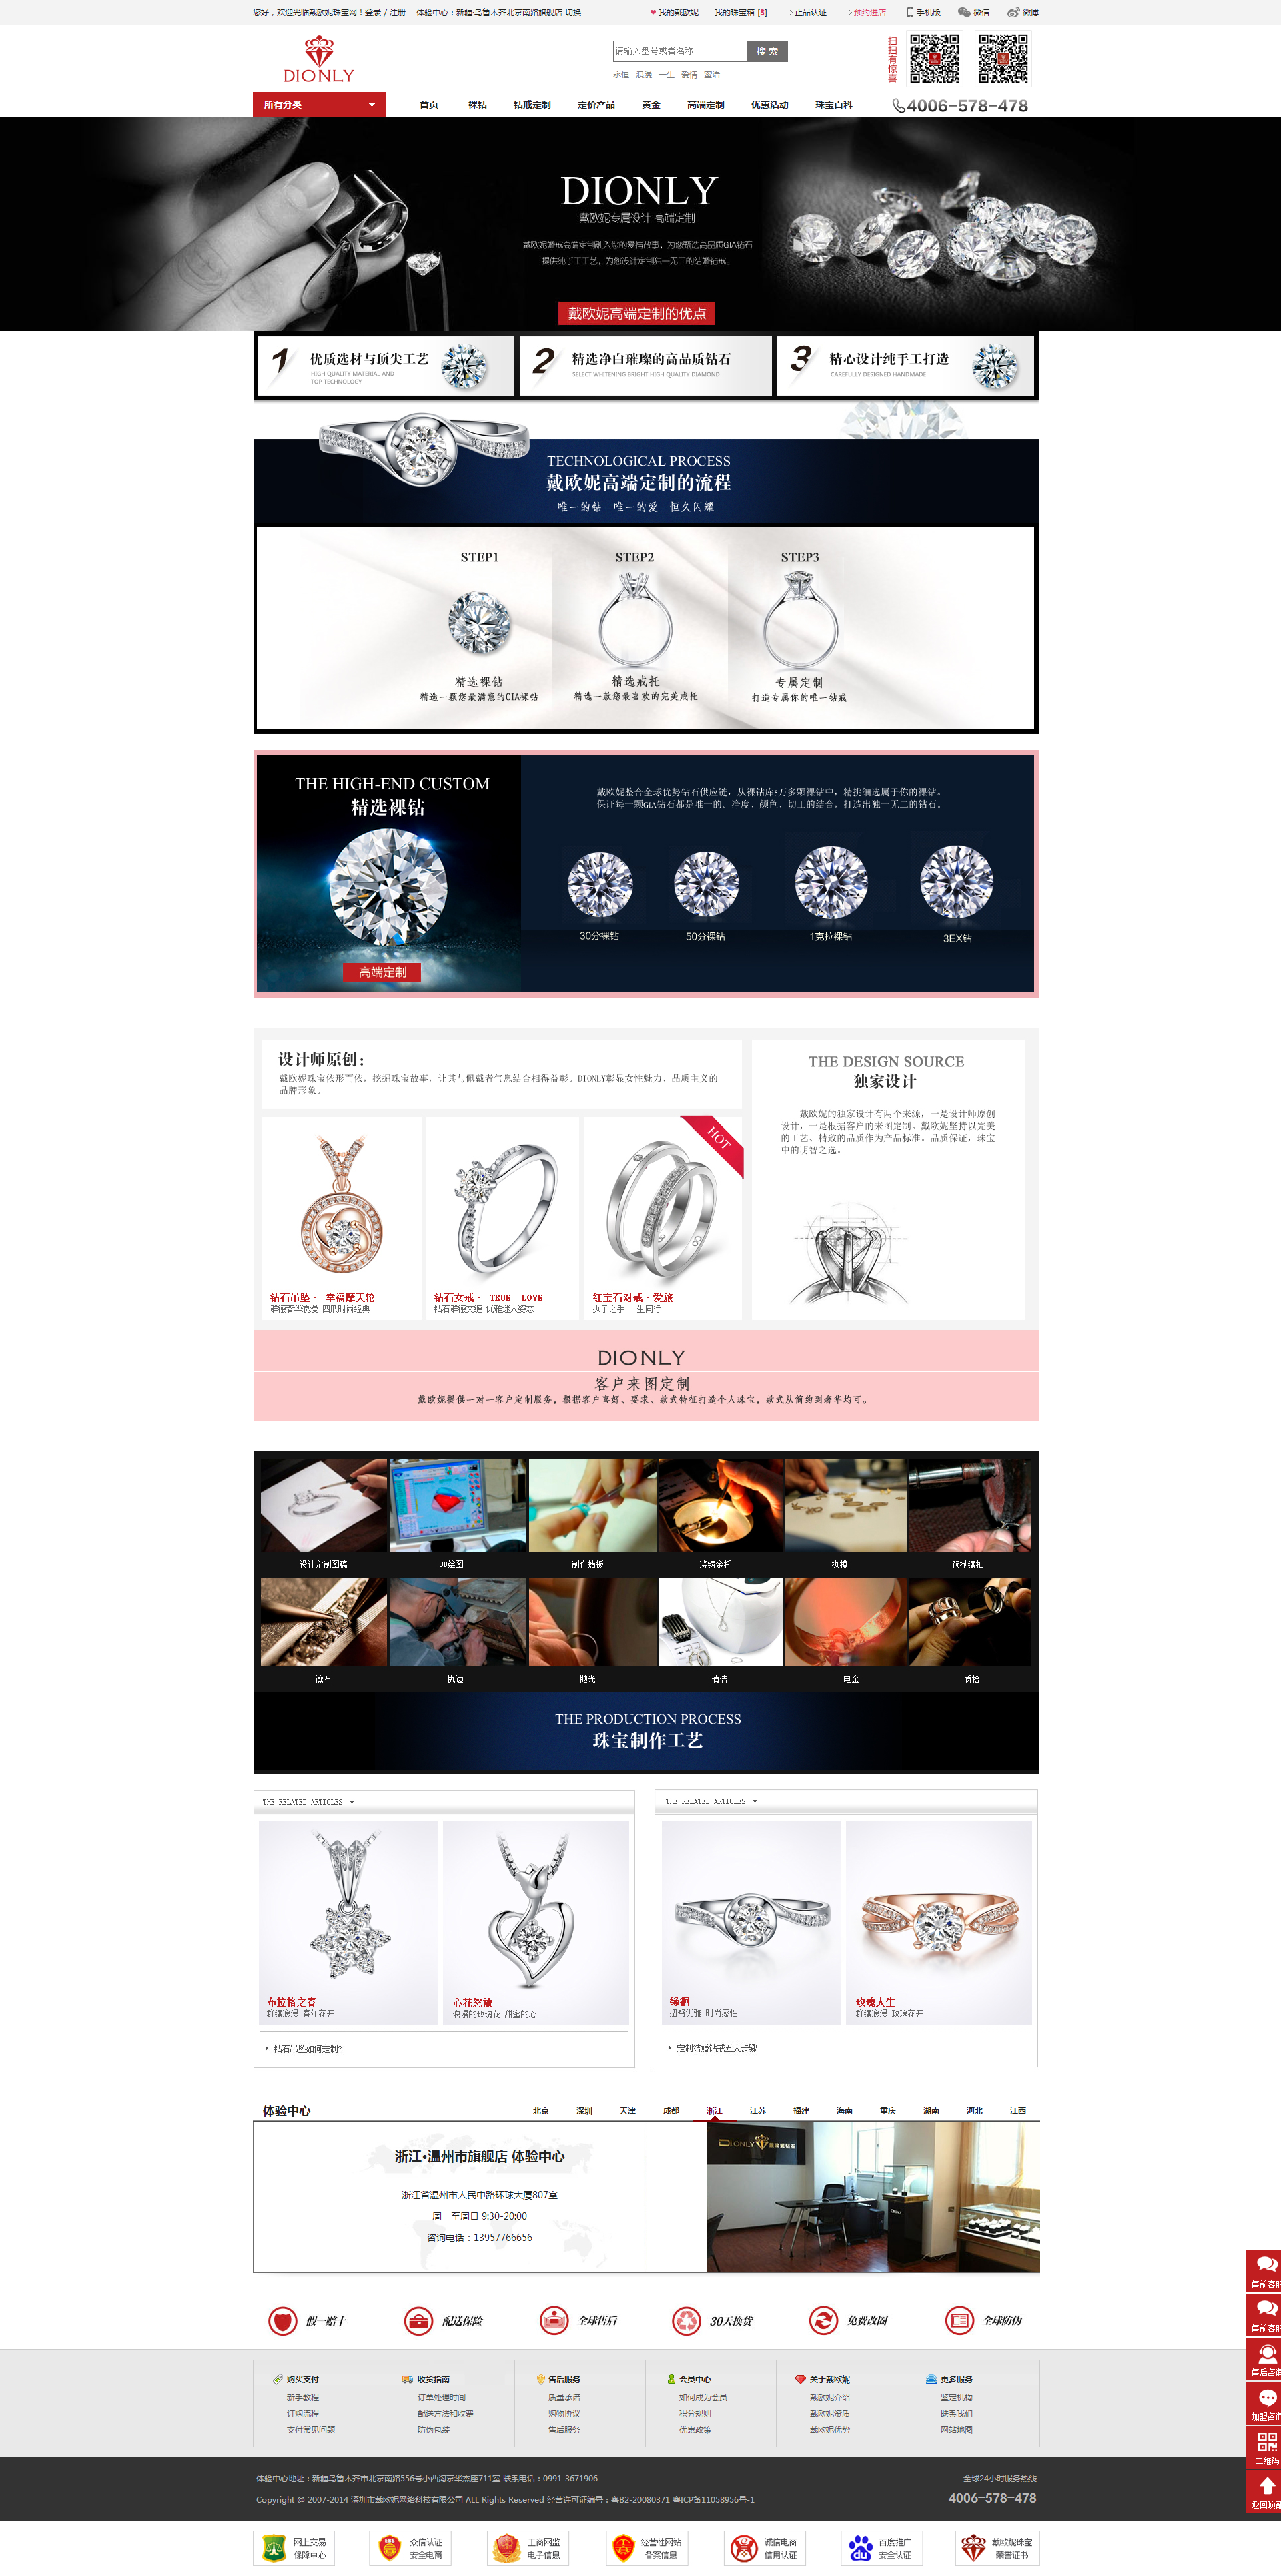 您好，欢迎光临戴欧妮珠宝网！登录 / 注册 体验中心：新疆·乌鲁木齐北京南路旗舰店 切换 我的戴欧妮 我的珠宝箱 [3] 正品认证 预约进店 手机版 微信 微博
DIONLY
请输入型号或者名称 搜 索
永恒 浪漫 一生 爱情 蜜语
扫扫有惊喜
所有分类 首页 裸钻 钻戒定制 定价产品 黄金 高端定制 优惠活动 珠宝百科 4006-578-478
DIONLY
戴欧妮专属设计 高端定制
戴欧妮婚戒高端定制融入您的爱情故事，为您甄选高品质GIA钻石
提供纯手工工艺，为您设计定制独一无二的结婚钻戒。
戴欧妮高端定制的优点
1 优质选材与顶尖工艺
HIGH QUALITY MATERIAL AND
TOP TECHNOLOGY
2 精选净白璀璨的高品质钻石
SELECT WHITENING BRIGHT HIGH QUALITY DIAMOND
3 精心设计纯手工打造
CAREFULLY DESIGNED HANDMADE
TECHNOLOGICAL PROCESS
戴欧妮高端定制的流程
唯一的钻 唯一的爱 恒久闪耀
STEP1 STEP2 STEP3
精选裸钻 精选戒托 专属定制
精选一颗您最满意的GIA裸钻 精选一款您最喜欢的完美戒托 打造专属你的唯一钻戒
THE HIGH-END CUSTOM
精选裸钻
高端定制
戴欧妮整合全球优势钻石供应链，从裸钻库5万多颗裸钻中，精挑细选属于你的裸钻。
保证每一颗GIA钻石都是唯一的。净度、颜色、切工的结合，打造出独一无二的钻石。
30分裸钻 50分裸钻 1克拉裸钻 3EX钻
设计师原创：
戴欧妮珠宝依形而依，挖掘珠宝故事，让其与佩戴者气息结合相得益彰。DIONLY彰显女性魅力、品质主义的
品牌形象。
HOT
钻石吊坠· 幸福摩天轮
群镶奢华浪漫 四爪时尚经典
钻石女戒· TRUE LOVE
钻石群镶交缠 优雅迷人姿态
红宝石对戒·爱旅
执子之手 一生同行
THE DESIGN SOURCE
独家设计
戴欧妮的独家设计有两个来源，一是设计师原创
设计，一是根据客户的来图定制。戴欧妮坚持以完美
的工艺、精致的品质作为产品标准。品质保证，珠宝
中的明智之选。
DIONLY
客户来图定制
戴欧妮提供一对一客户定制服务，根据客户喜好、要求、款式特征打造个人珠宝，款式从简约到奢华均可。
设计定制图稿 3D绘图 制作蜡板 浇铸金托 执模 预抛镶扣
镶石 执边 抛光 清洁 电金 质检
THE PRODUCTION PROCESS
珠宝制作工艺
THE RELATED ARTICLES
布拉格之春
群镶浪漫 春年花开
心花怒放
浪漫的玫瑰花 甜蜜的心
钻石吊坠如何定制?
THE RELATED ARTICLES
缘徊
扭臂优雅 时尚感性
玫瑰人生
群镶浪漫 玫瑰花开
定制结婚钻戒五大步骤
体验中心 北京 深圳 天津 成都 浙江 江苏 福建 海南 重庆 湖南 河北 江西
浙江•温州市旗舰店 体验中心
浙江省温州市人民中路环球大厦807室
周一至周日 9:30-20:00
咨询电话：13957766656
DIONLY 戴欧妮钻石
假一赔十 配送保险 全球售后 30天换货 免费改圈 全球防伪
售前客服
售前客服
售后咨询
加盟咨询
二维码
返回顶部
购买支付 收货指南 售后服务 会员中心 关于戴欧妮 更多服务
新手教程 订单处理时间 质量承诺 如何成为会员 戴欧妮介绍 鉴定机构
订购流程 配送方法和收费 购物协议 积分规则 戴欧妮资质 联系我们
支付常见问题 防伪包装 售后服务 优惠政策 戴欧妮优势 网站地图
体验中心地址：新疆乌鲁木齐市北京南路556号小西沟京华杰座711室 联系电话：0991-3671906
全球24小时服务热线
Copyright @ 2007-2014 深圳市戴欧妮网络科技有限公司 ALL Rights Reserved 经营许可证编号：粤B2-20080371 粤ICP备11058956号-1
4006-578-478
网上交易 众信认证 工商网监 经营性网站 诚信电商 百度推广 戴欧妮珠宝
保障中心 安全电商 电子信息 备案信息 信用认证 安全认证 荣誉证书